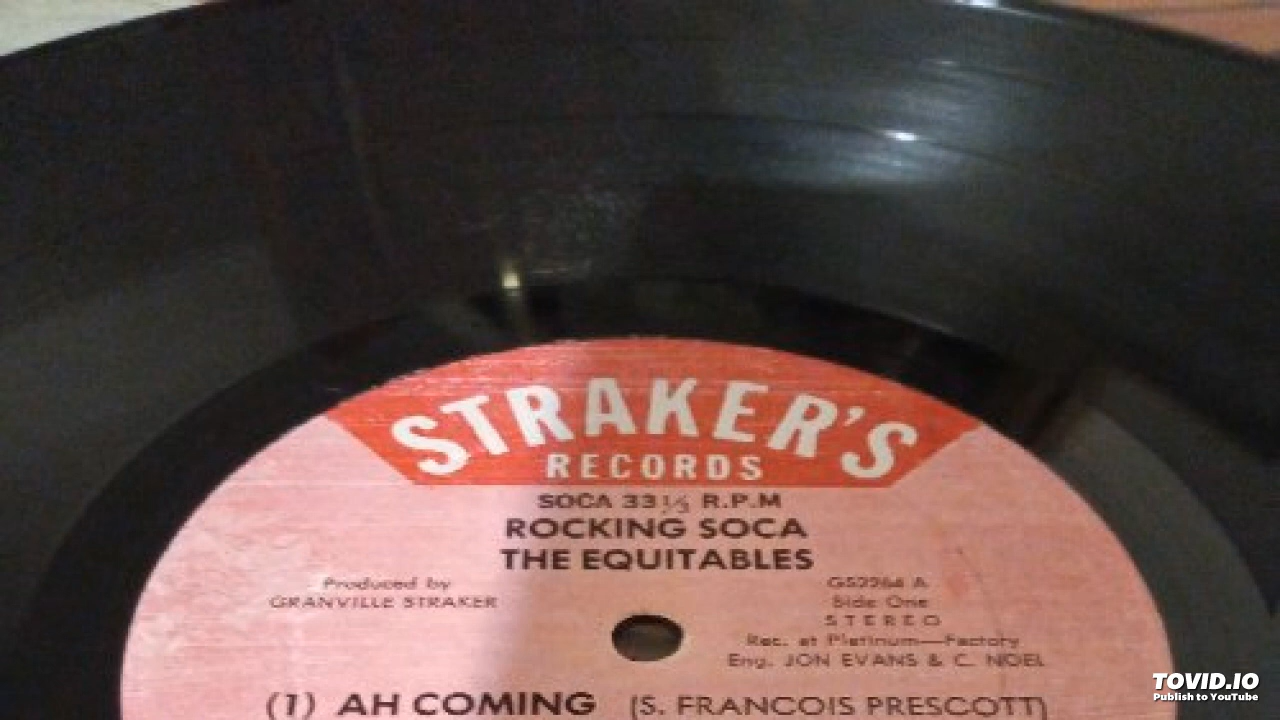 STRAKER'S
RECORDS
SOCA 33⅓ R.P.M
ROCKING SOCA
THE EQUITABLES
Produced by
GRANVILLE STRAKER
GS2264 A
Side One
STEREO
Rec. at Platinum—Factory
Eng. JON EVANS & C. NOEL
(1) AH COMING (S. FRANCOIS PRESCOTT)
TOVID.IO
Publish to YouTube